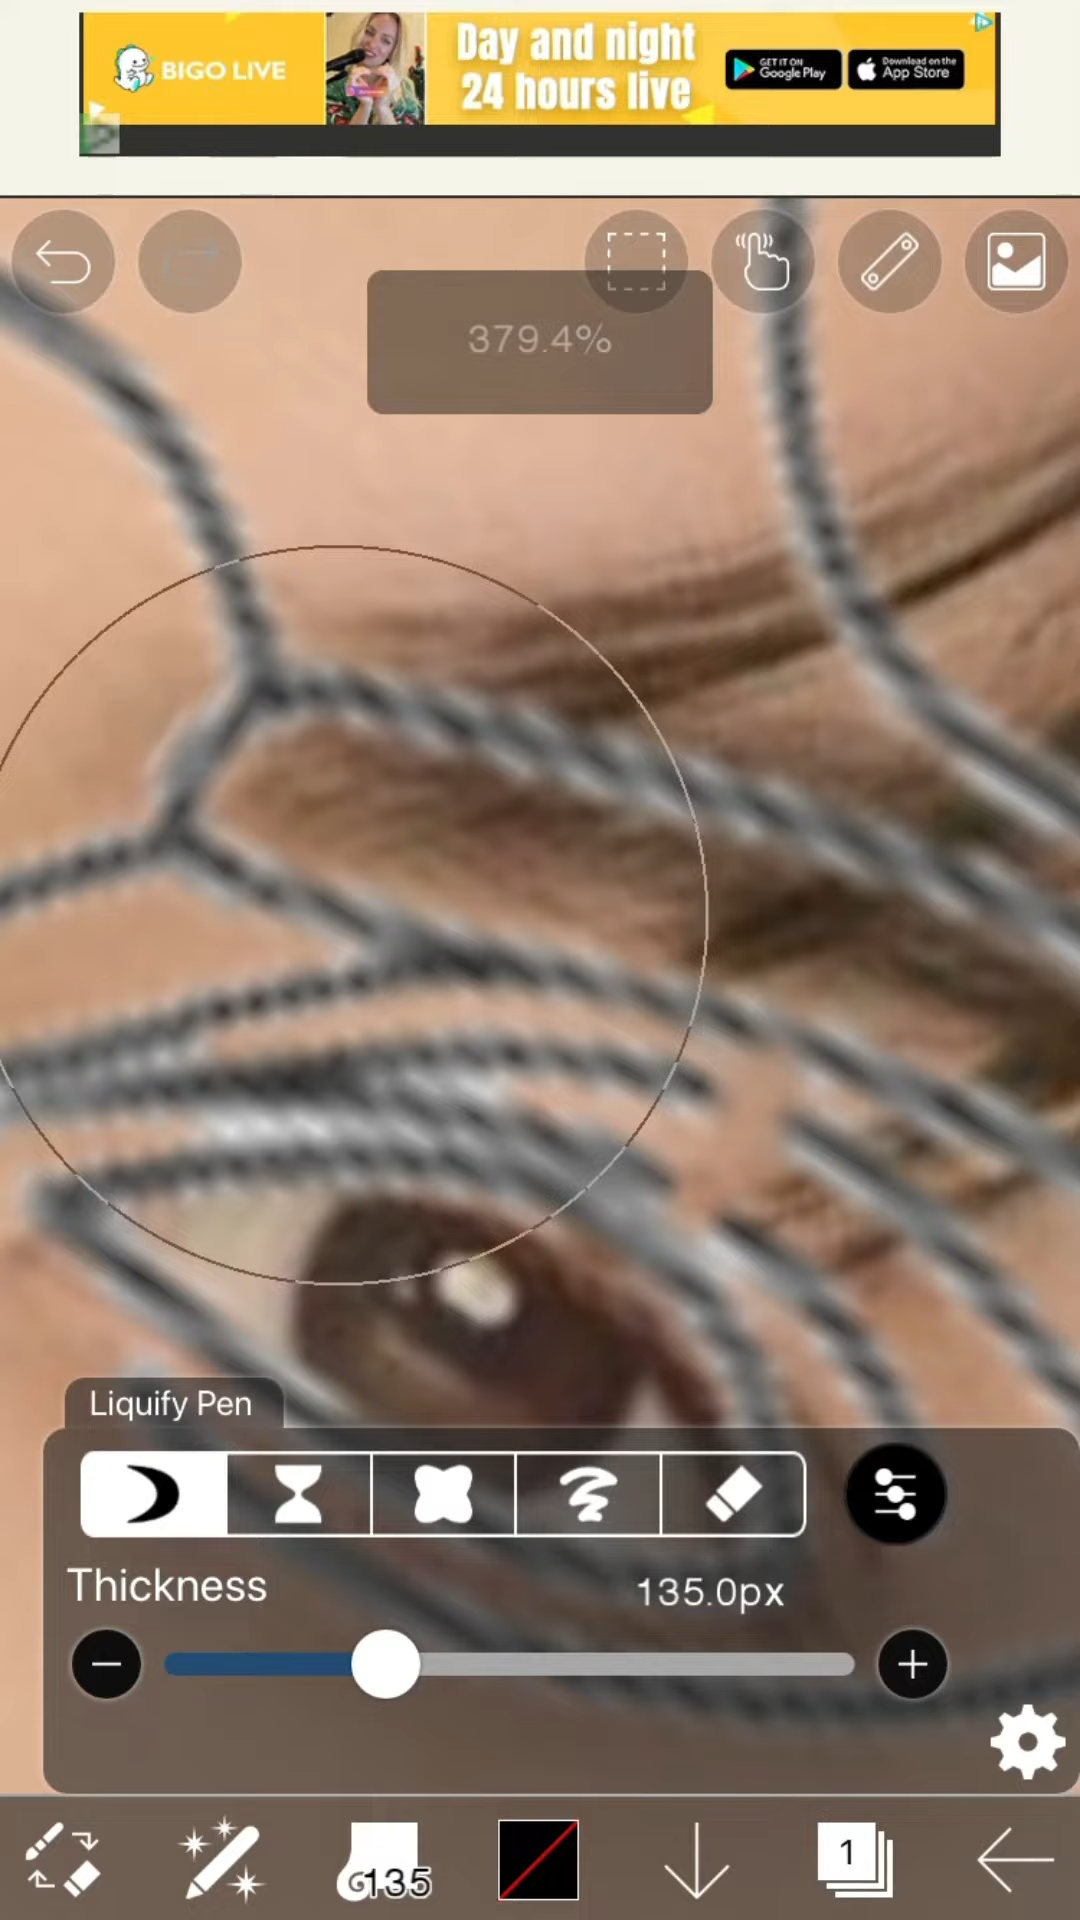 BIGO LIVE
Day and night
24 hours live
GET IT ON
Google Play
Download on the
App Store
379.4%
Liquify Pen
Thickness
135.0px
135
1